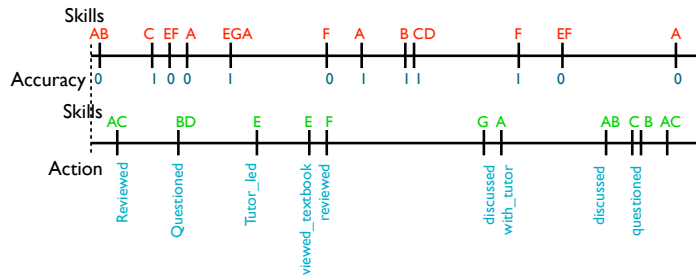 Skills
AB C EF A EGA F A B CD F EF A
Accuracy 0 1 0 0 1 0 1 1 1 1 0 0
Skills
AC BD E E F G A AB C B AC
Action
Reviewed
Questioned
Tutor_led
viewed_textbook
reviewed
discussed
with_tutor
discussed
questioned